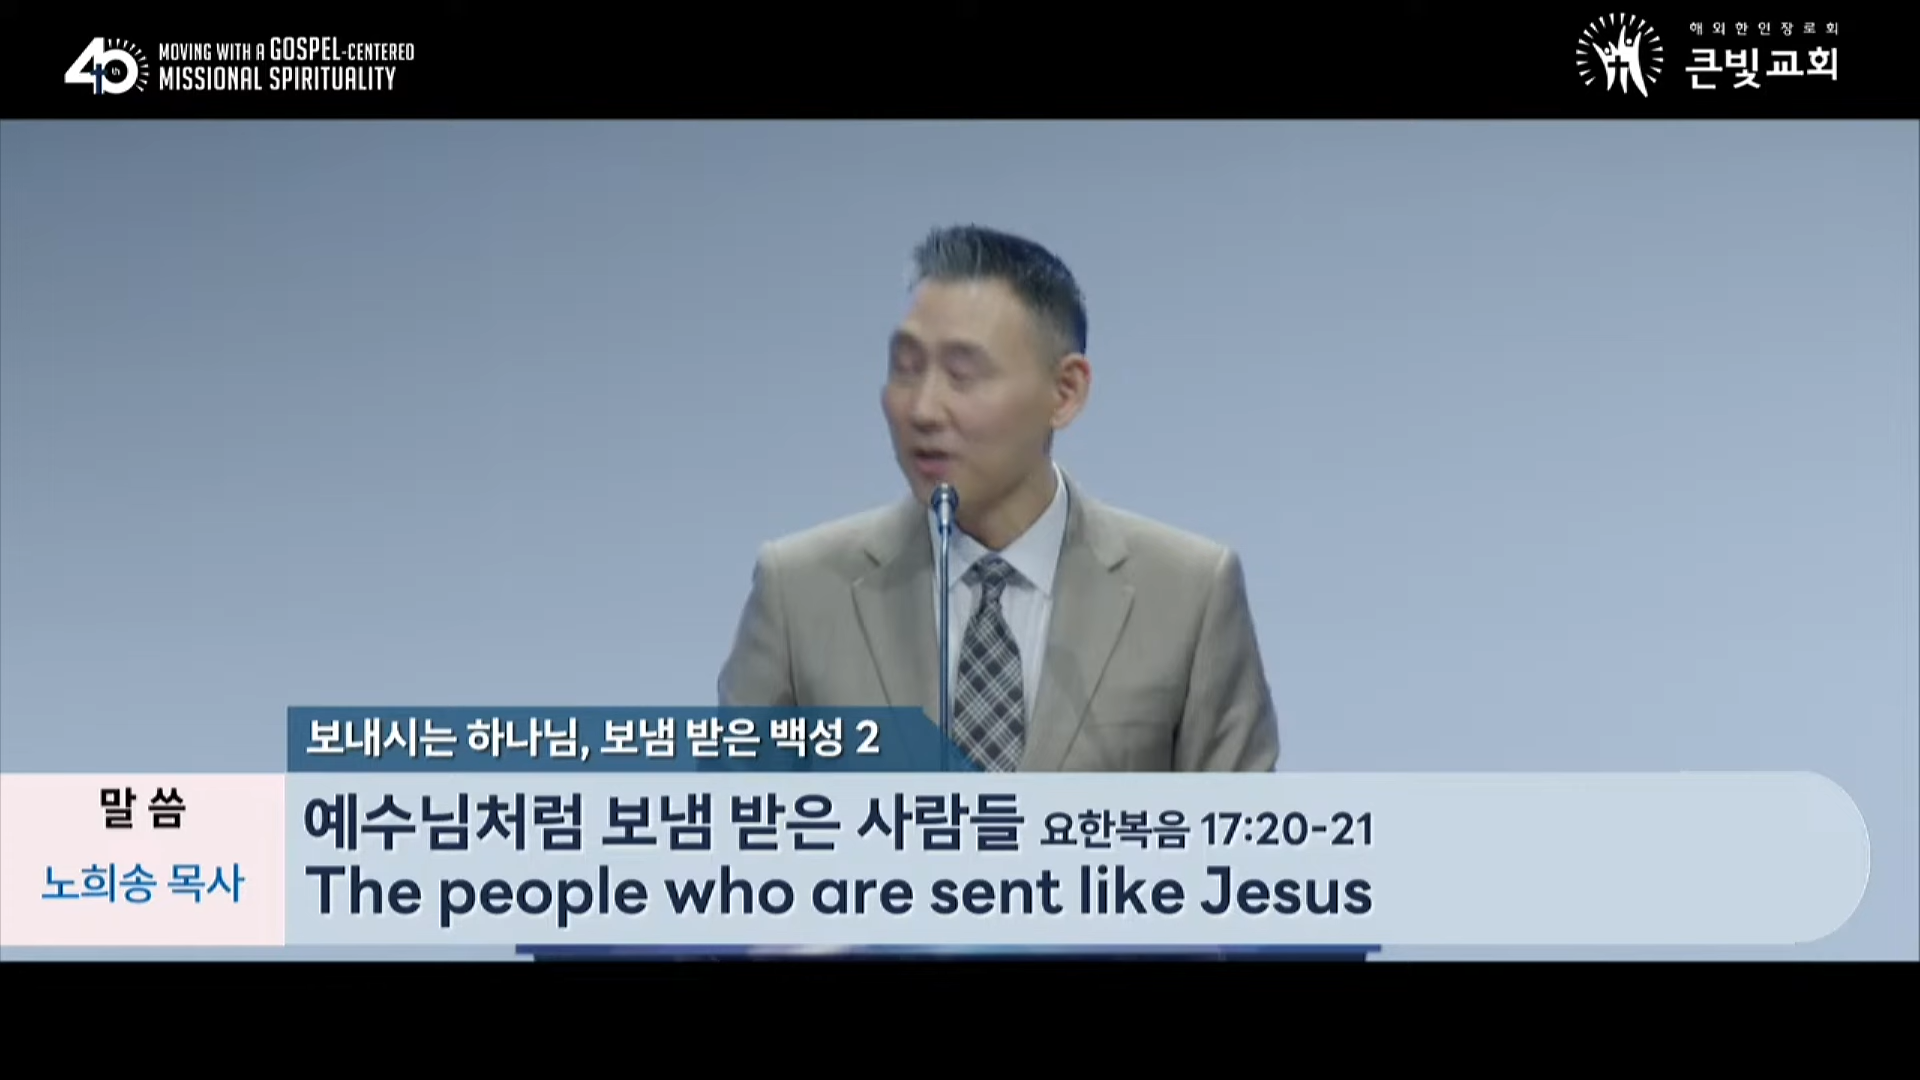 40th MOVING WITH A GOSPEL-CENTERED
MISSIONAL SPIRITUALITY
해외한인장로회
큰빛교회
보내시는 하나님, 보냄 받은 백성 2
말씀
노희송 목사
예수님처럼 보냄 받은 사람들 요한복음 17:20-21
The people who are sent like Jesus